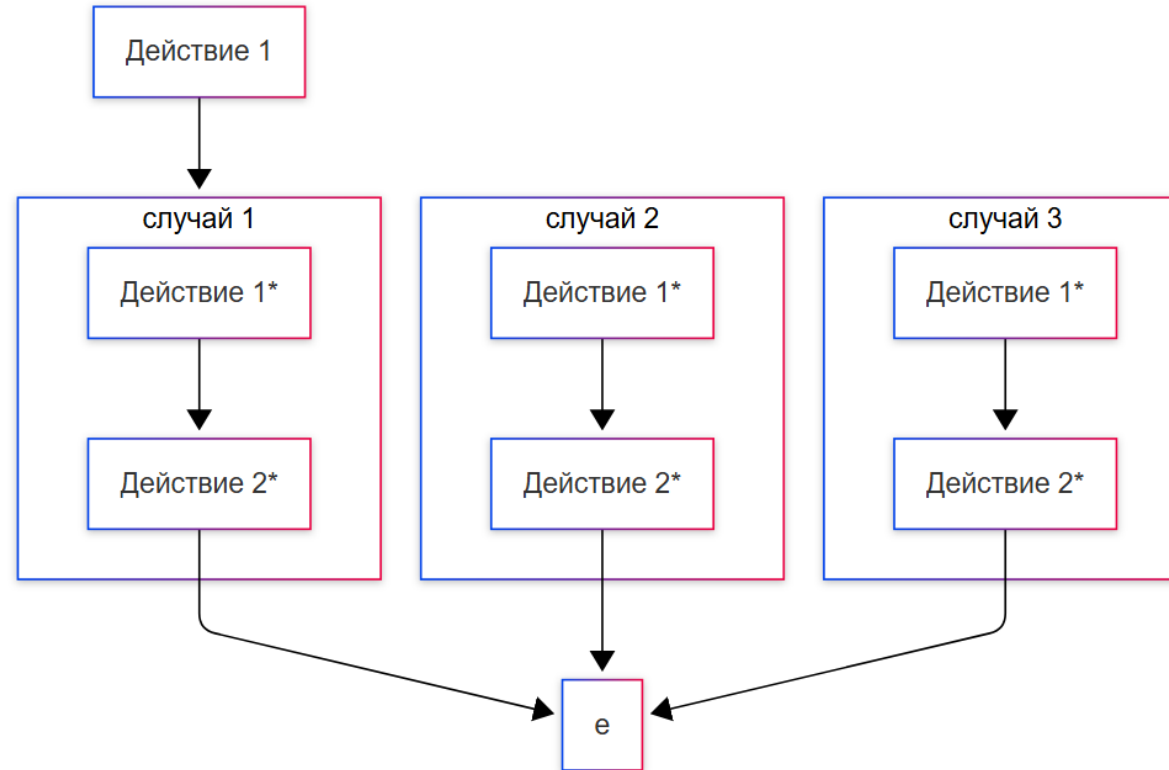 Действие 1
случай 1
Действие 1*
Действие 2*
случай 2
Действие 1*
Действие 2*
случай 3
Действие 1*
Действие 2*
e